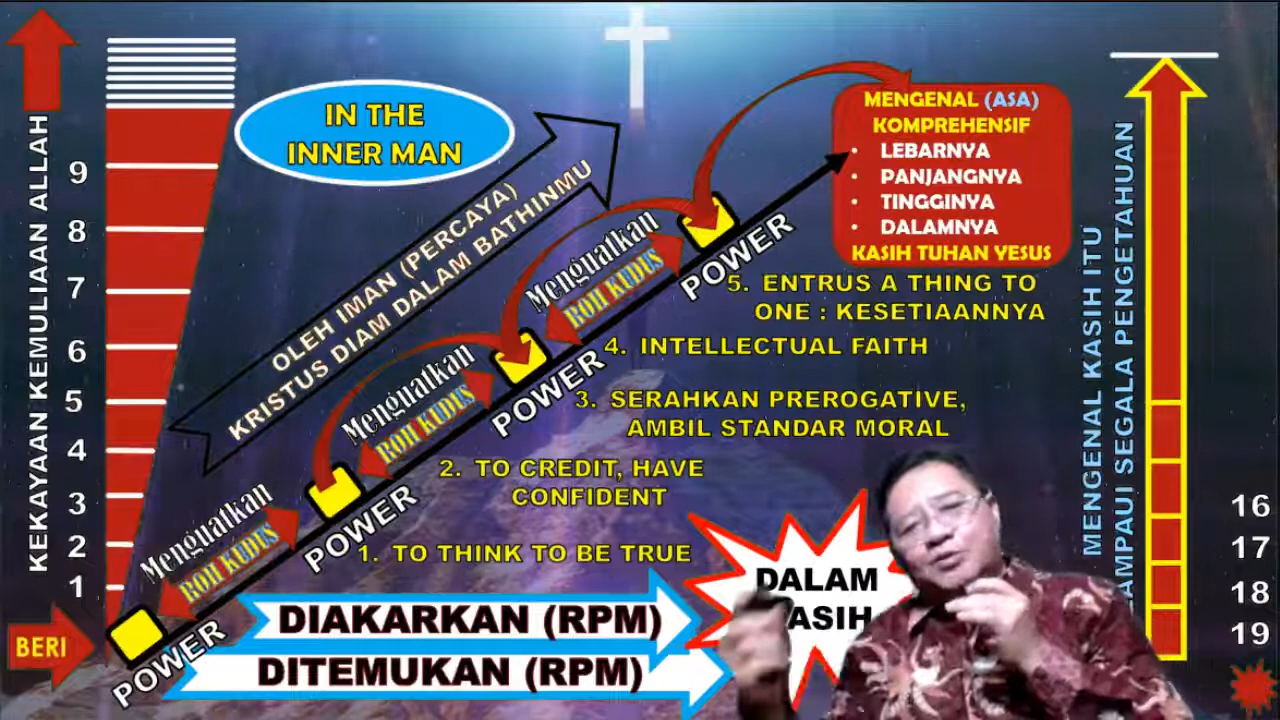 KEKAYAAN KEMULIAAN ALLAH
9
8
7
6
5
4
3
2
1
BERI
IN THE
INNER MAN
OLEH IMAN (PERCAYA)
KRISTUS DIAM DALAM BATHINMU
Menguatkan
ROH KUDUS
POWER
Menguatkan
ROH KUDUS
POWER
Menguatkan
ROH KUDUS
POWER
POWER
MENGENAL (ASA)
KOMPREHENSIF
• LEBARNYA
• PANJANGNYA
• TINGGINYA
• DALAMNYA
KASIH TUHAN YESUS
5. ENTRUS A THING TO
ONE : KESETIAANNYA
4. INTELLECTUAL FAITH
3. SERAHKAN PREROGATIVE,
AMBIL STANDAR MORAL
2. TO CREDIT, HAVE
CONFIDENT
1. TO THINK TO BE TRUE
DIAKARKAN (RPM)
DITEMUKAN (RPM)
DALAM
ASIH
MENGENAL KASIH ITU
LAMPAUI SEGALA PENGETAHUAN
16
17
18
19